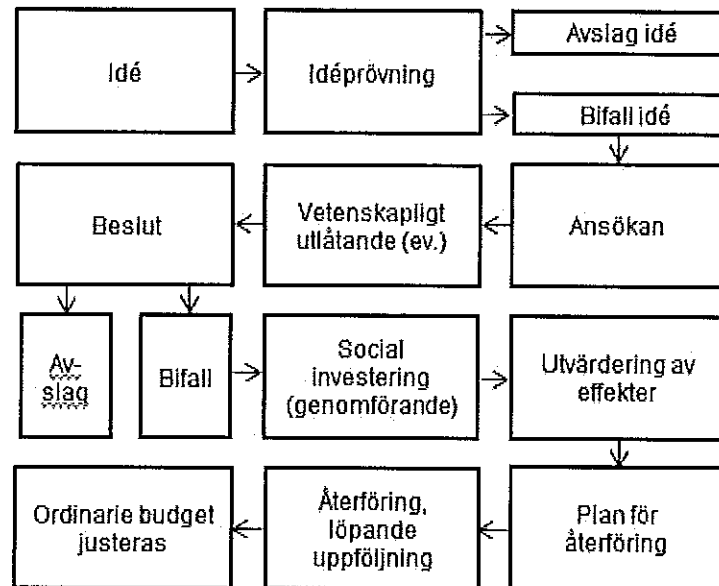 Idé
Idéprövning
Avslag idé
Bifall idé
Beslut
Vetenskapligt
utlåtande (ev.)
Ansökan
Av-
slag
Bifall
Social
investering
(genomförande)
Utvärdering av
effekter
Ordinarie budget
justeras
Återföring,
löpande
uppföljning
Plan för
återföring